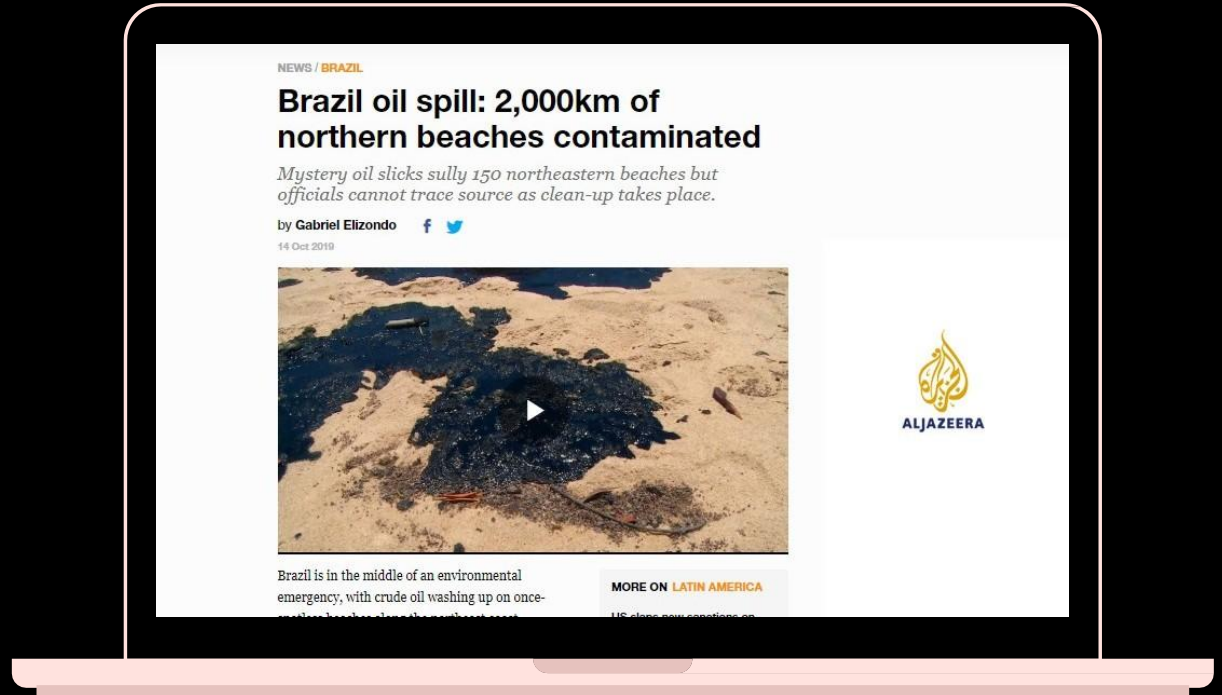 NEWS / BRAZIL
Brazil oil spill: 2,000km of
northern beaches contaminated
Mystery oil slicks sully 150 northeastern beaches but
officials cannot trace source as clean-up takes place.
by Gabriel Elizondo
14 Oct 2019
الجزيرة
ALJAZEERA
Brazil is in the middle of an environmental
emergency, with crude oil washing up on once-
MORE ON LATIN AMERICA